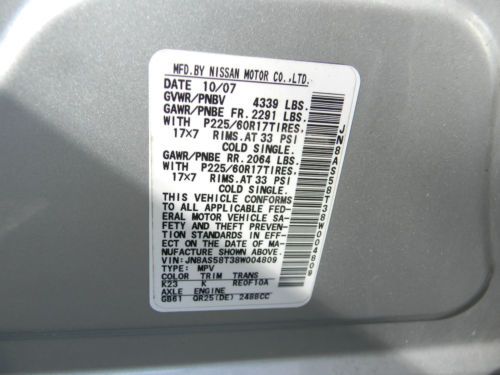 MFD.BY NISSAN MOTOR CO.,LTD.
DATE 10/07
GVWR/PNBV 4339 LBS.
GAWR/PNBE FR. 2291 LBS.
WITH P225/60R17TIRES.
17×7 RIMS.AT 33 PSI
COLD SINGLE.
GAWR/PNBE RR. 2064 LBS.
WITH P225/60R17TIRES.
17×7 RIMS.AT 33 PSI
COLD SINGLE.
THIS VEHICLE CONFORMS
TO ALL APPLICABLE FED-
ERAL MOTOR VEHICLE SA-
FETY AND THEFT PREVEN-
TION STANDARDS IN EFF-
ECT ON THE DATE OF MA-
NUFACTURE SHOWN ABOVE.
VIN:JN8AS58T38W004809
TYPE: MPV
COLOR TRIM TRANS
K23 K RE0F10A
AXLE ENGINE
GB61 QR25(DE) 2488CC
JN8AS58T38W004809